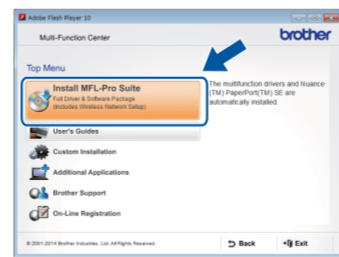 Adobe Flash Player 10
Multi-Function Center
brother
Top Menu
Install MFL-Pro Suite
Full Driver & Software Package
(Includes Wireless Network Setup)
The multifunction drivers and Nuance
(TM) PaperPort(TM) SE are
automatically installed.
User's Guides
Custom Installation
Additional Applications
Brother Support
On-Line Registration
© 2001-2014 Brother Industries, Ltd. All Rights Reserved.
Back
Exit